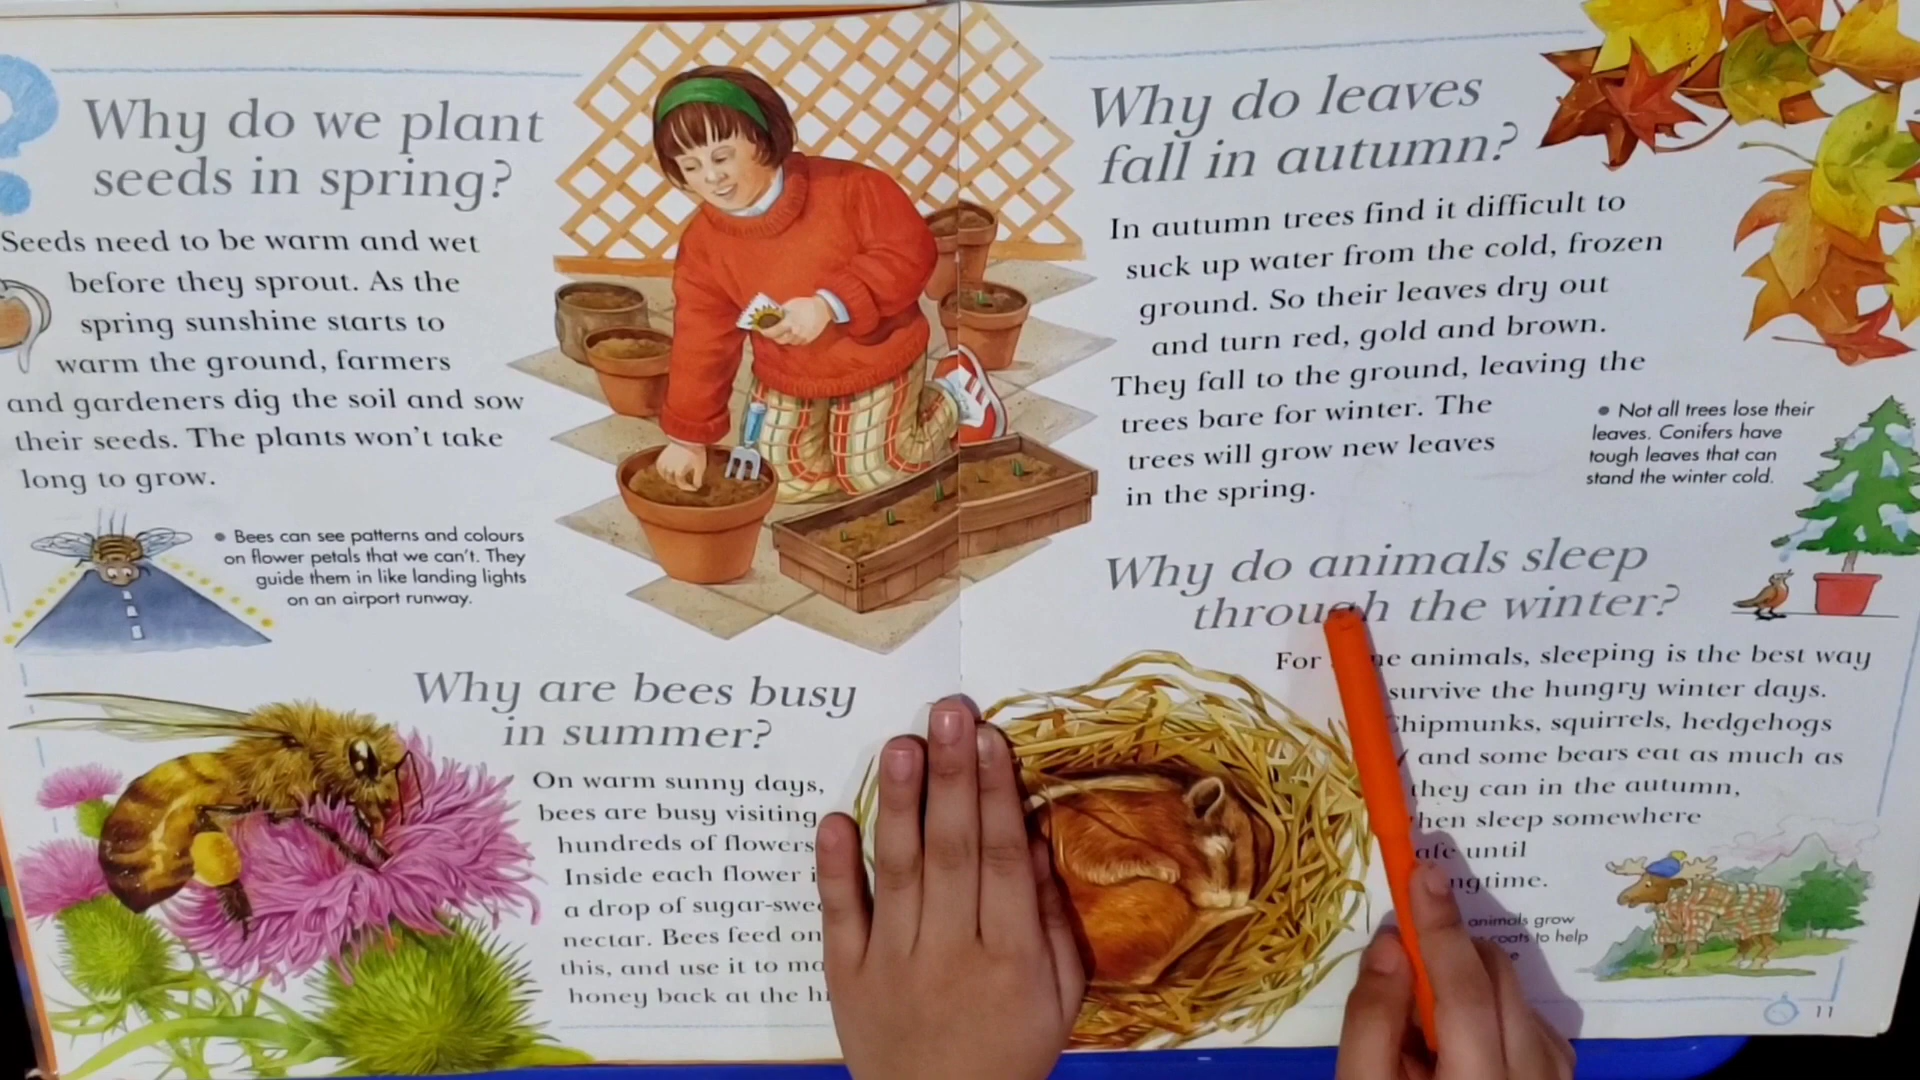 Why do we plant
seeds in spring?
Seeds need to be warm and wet
before they sprout. As the
spring sunshine starts to
warm the ground, farmers
and gardeners dig the soil and sow
their seeds. The plants won't take
long to grow.
• Bees can see patterns and colours
on flower petals that we can't. They
guide them in like landing lights
on an airport runway.
Why are bees busy
in summer?
On warm sunny days,
bees are busy visiting
hundreds of flowers
Inside each flower
a drop of
nectar. Bees feed on
this, and use it to
honey back at the
Why do leaves
fall in autumn?
In autumn trees find it difficult to
suck up water from the cold, frozen
ground. So their leaves dry out
and turn red, gold and brown.
They fall to the ground, leaving the
trees bare for winter. The
trees will grow new leaves
in the spring.
• Not all trees lose their
leaves. Conifers have
tough leaves that can
stand the winter cold.
Why do animals sleep
through the winter?
For animals, sleeping is the best way
survive the hungry winter days.
Chipmunks, squirrels, hedgehogs
and some bears eat as much as
they can in the autumn,
then sleep somewhere
until
animals grow
coats to help
11